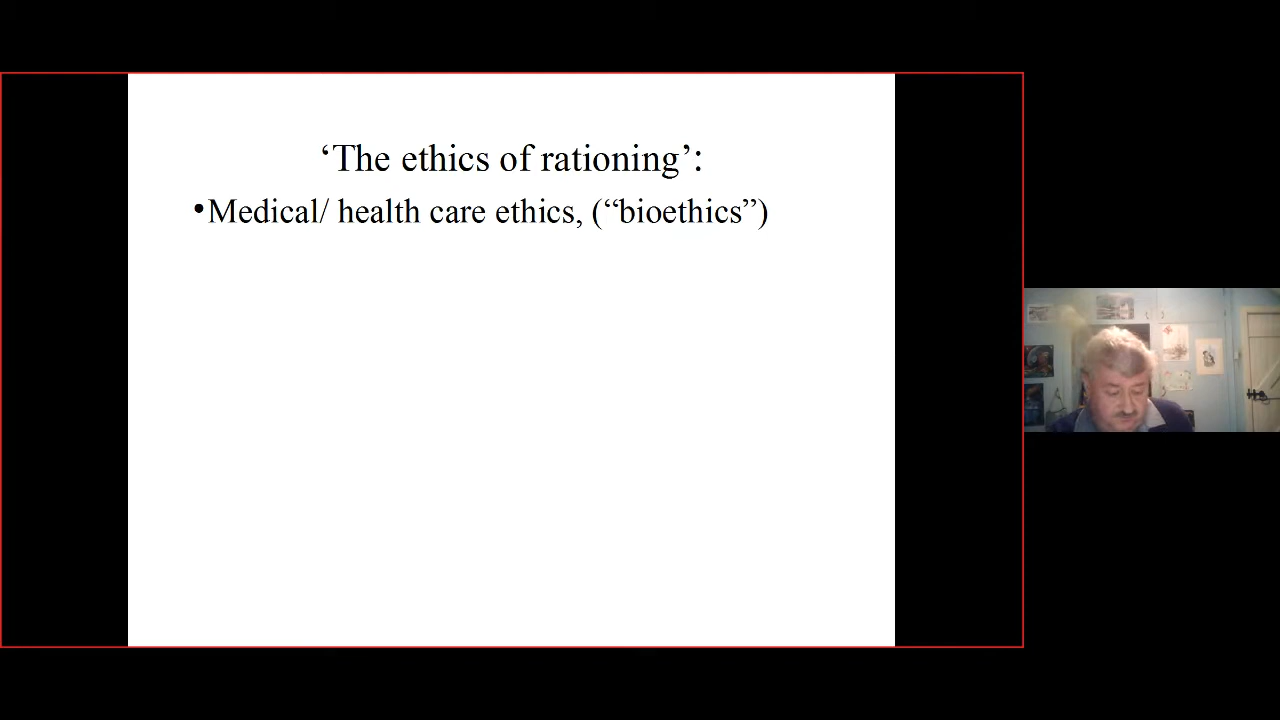 ‘The ethics of rationing’:
•Medical/ health care ethics, (“bioethics”)